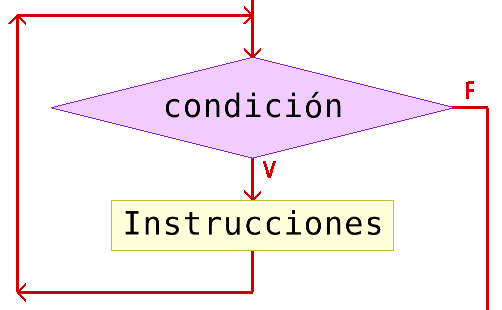 F
condición
V
Instrucciones